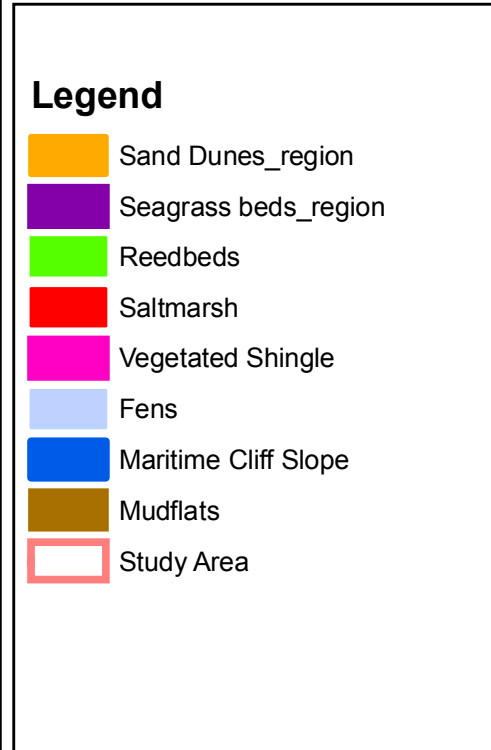 Legend
Sand Dunes_region
Seagrass beds_region
Reedbeds
Saltmarsh
Vegetated Shingle
Fens
Maritime Cliff Slope
Mudflats
Study Area